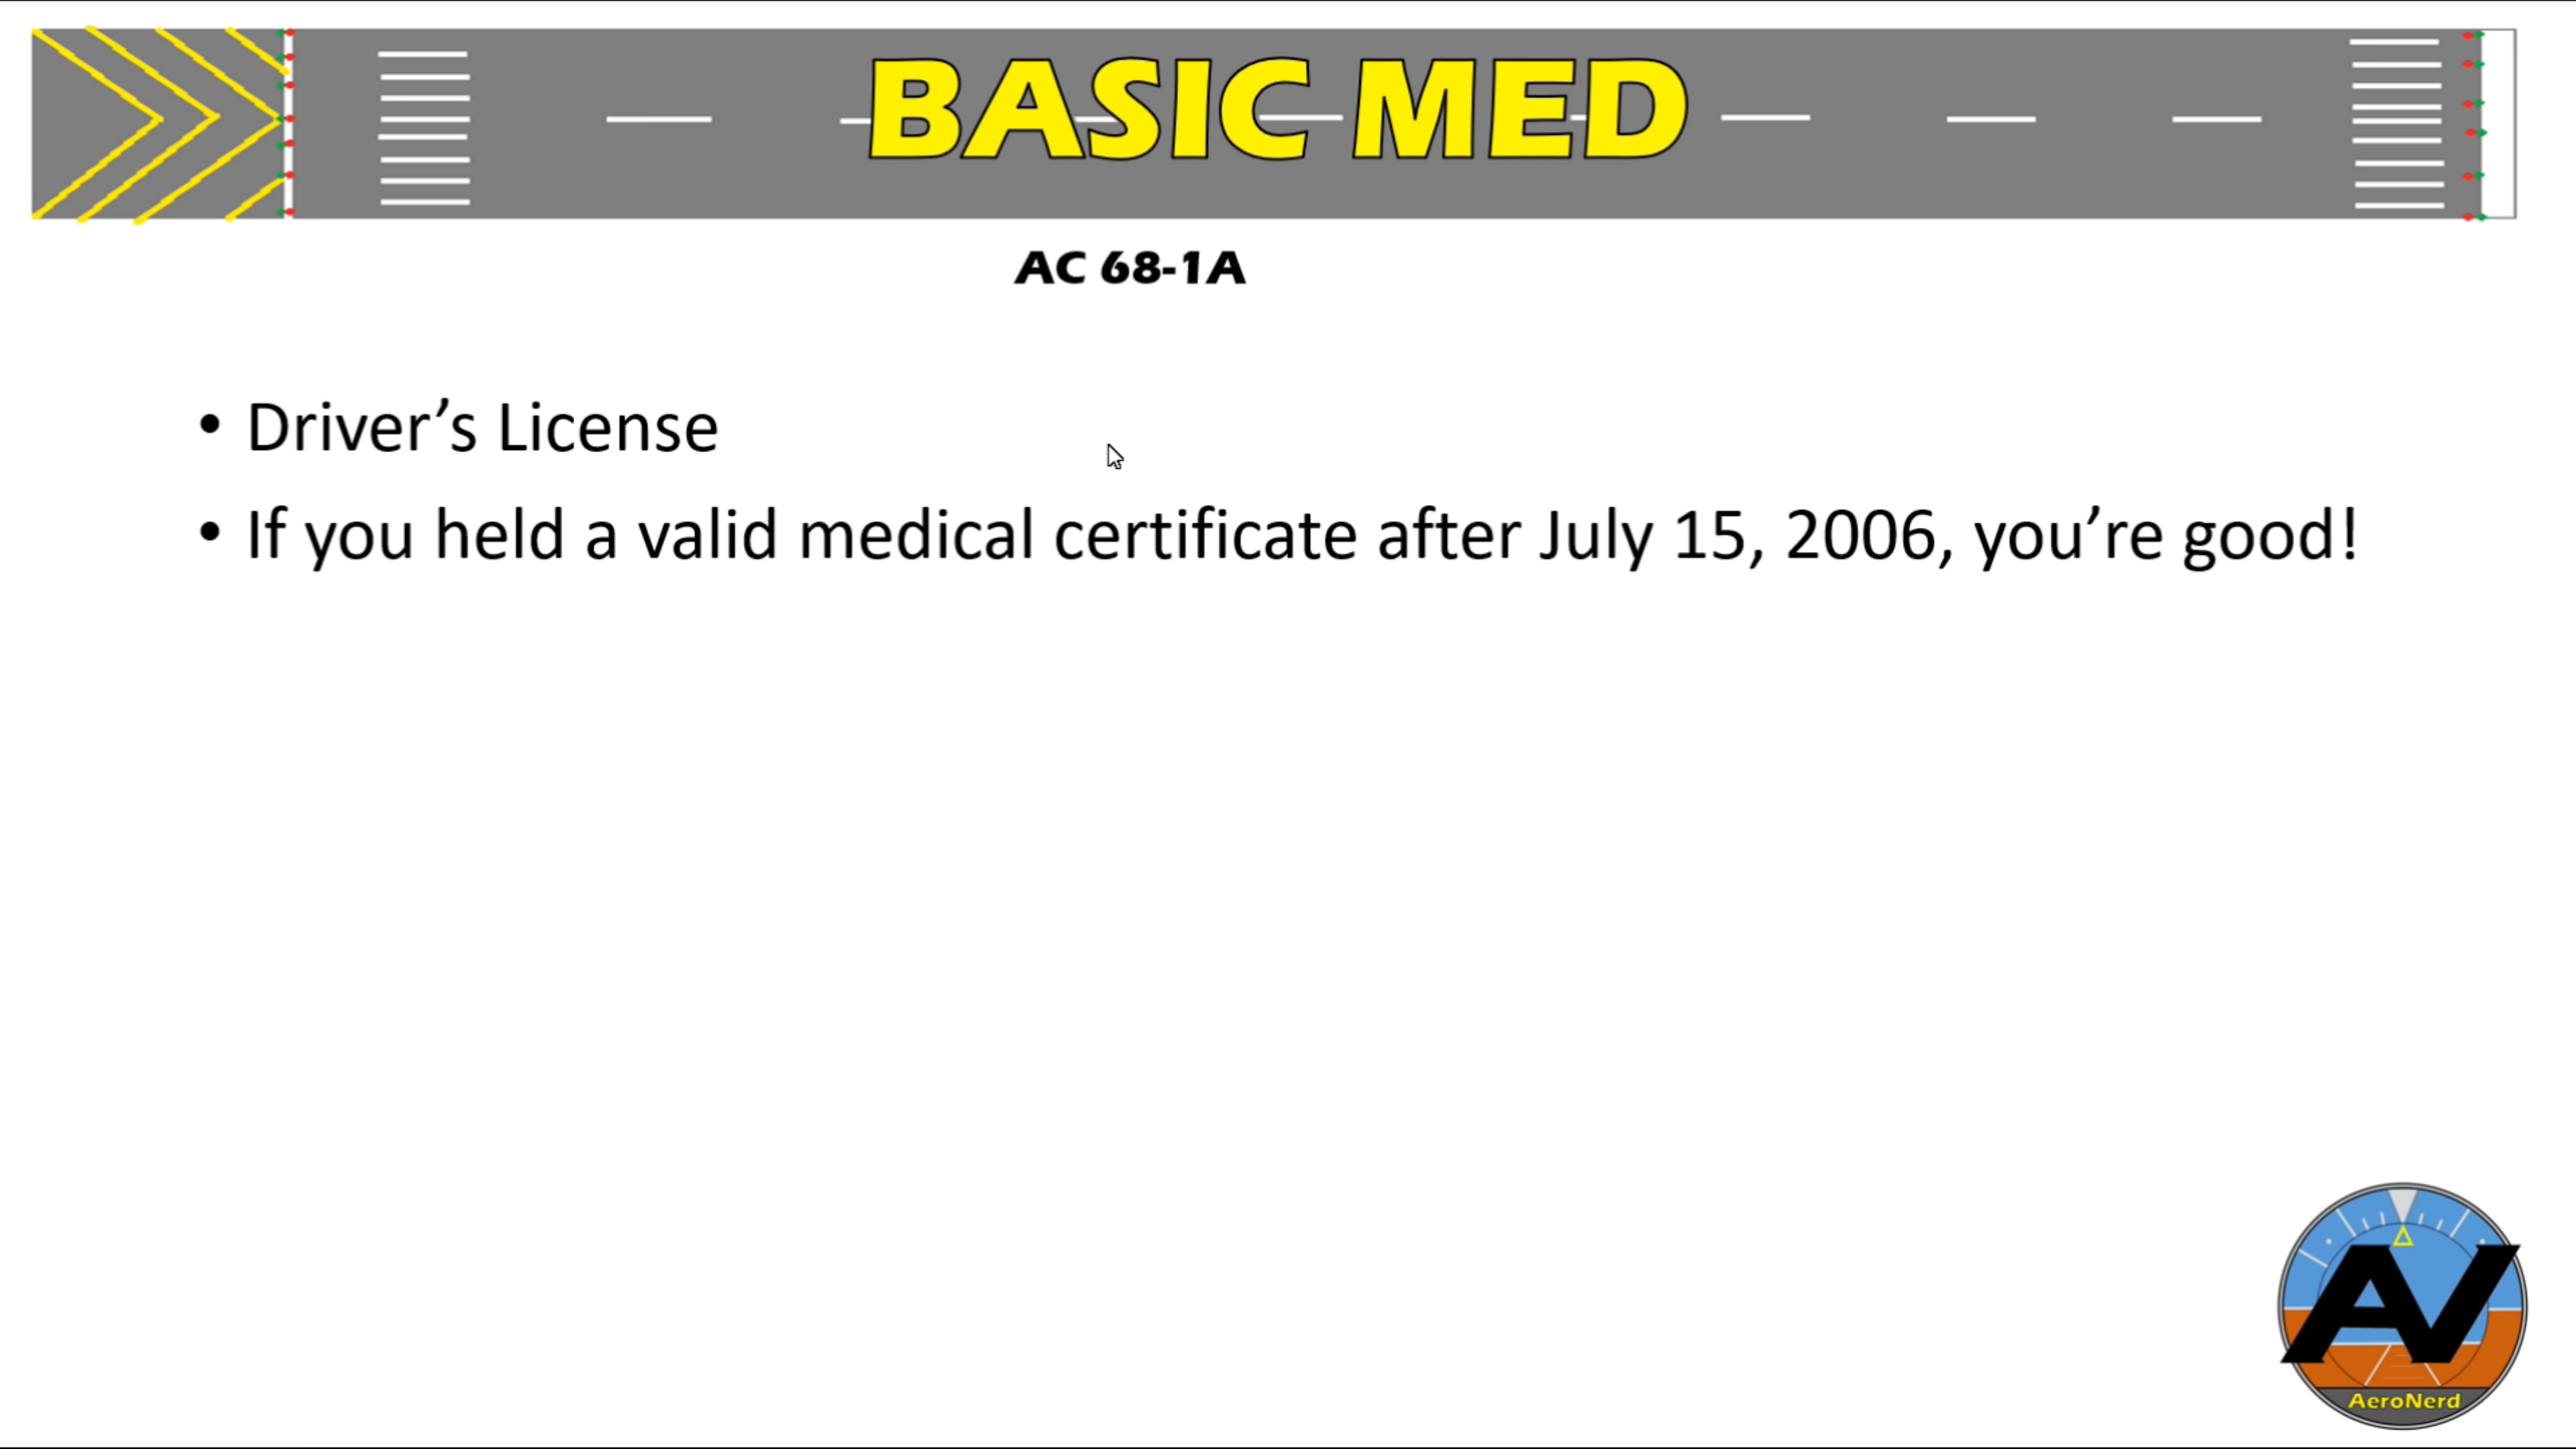 BASIC MED
AC 68-1A
• Driver’s License
• If you held a valid medical certificate after July 15, 2006, you’re good!
AV
AeroNerd